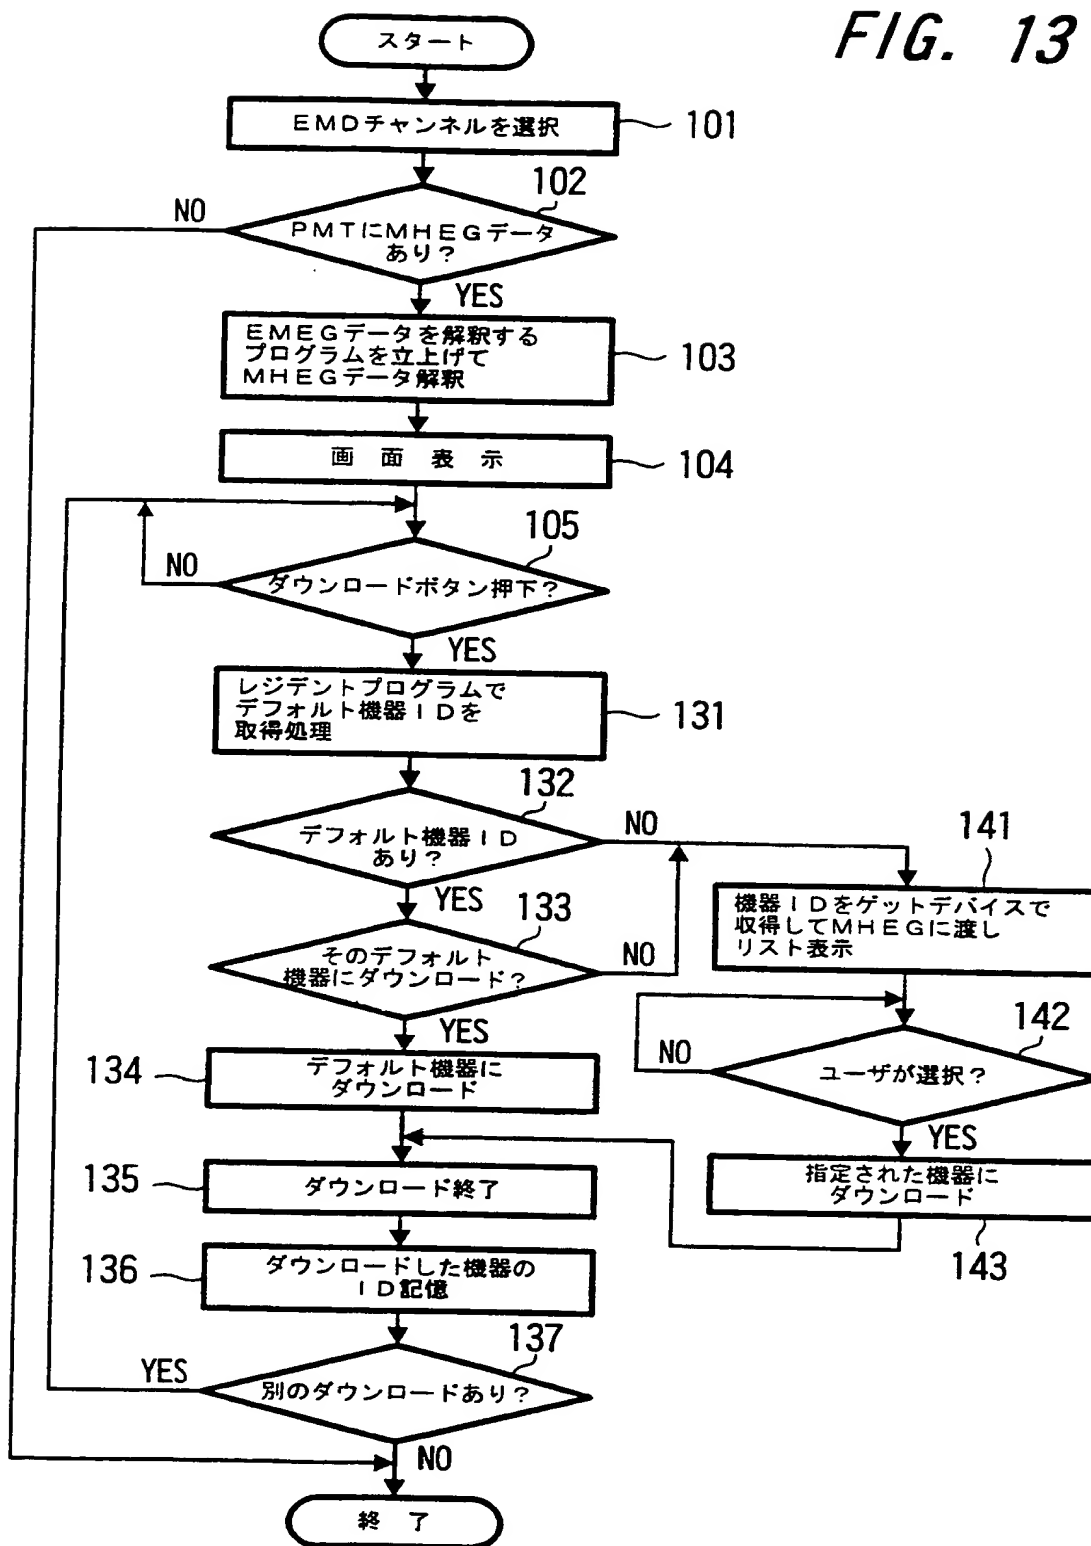 FIG. 13
スタート
EMDチャンネルを選択
101
102
NO
PMTにMHEGデータ
あり?
YES
EMEGデータを解釈する
プログラムを立上げて
MHEGデータ解釈
103
画面表示
104
105
NO
ダウンロードボタン押下?
YES
レジデントプログラムで
デフォルト機器IDを
取得処理
131
132
デフォルト機器ID
あり?
NO
YES
133
そのデフォルト
機器にダウンロード?
NO
YES
141
機器IDをゲットデバイスで
取得してMHEGに渡し
リスト表示
142
NO
ユーザが選択?
YES
指定された機器に
ダウンロード
143
134
デフォルト機器に
ダウンロード
135
ダウンロード終了
136
ダウンロードした機器の
ID記憶
137
YES
別のダウンロードあり?
NO
終了